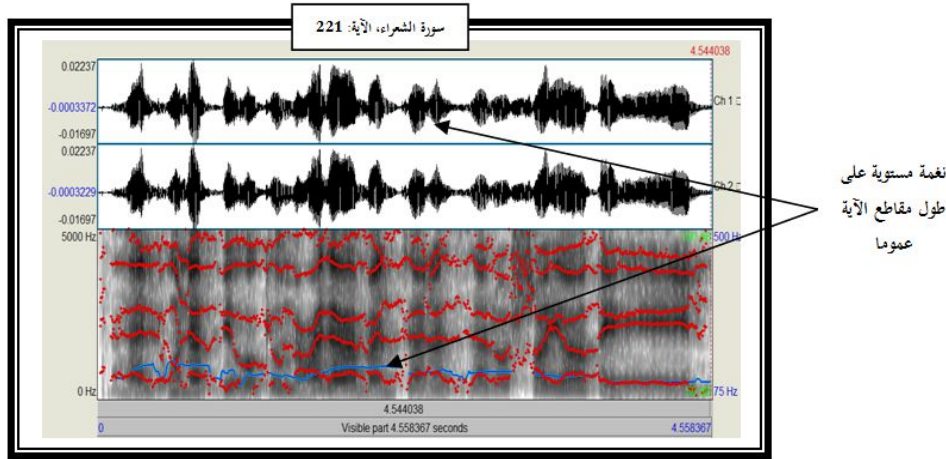 سورة الشعراء، الآية: 221
4.544038
0.02237
-0.0003372
-0.01697
Ch 1
0.02237
-0.0003229
-0.01697
Ch 2
5000 Hz
500 Hz
0 Hz
75 Hz
4.544038
0
Visible part 4.558367 seconds
4.558367
نغمة مستوية على
طول مقاطع الآية
عموما